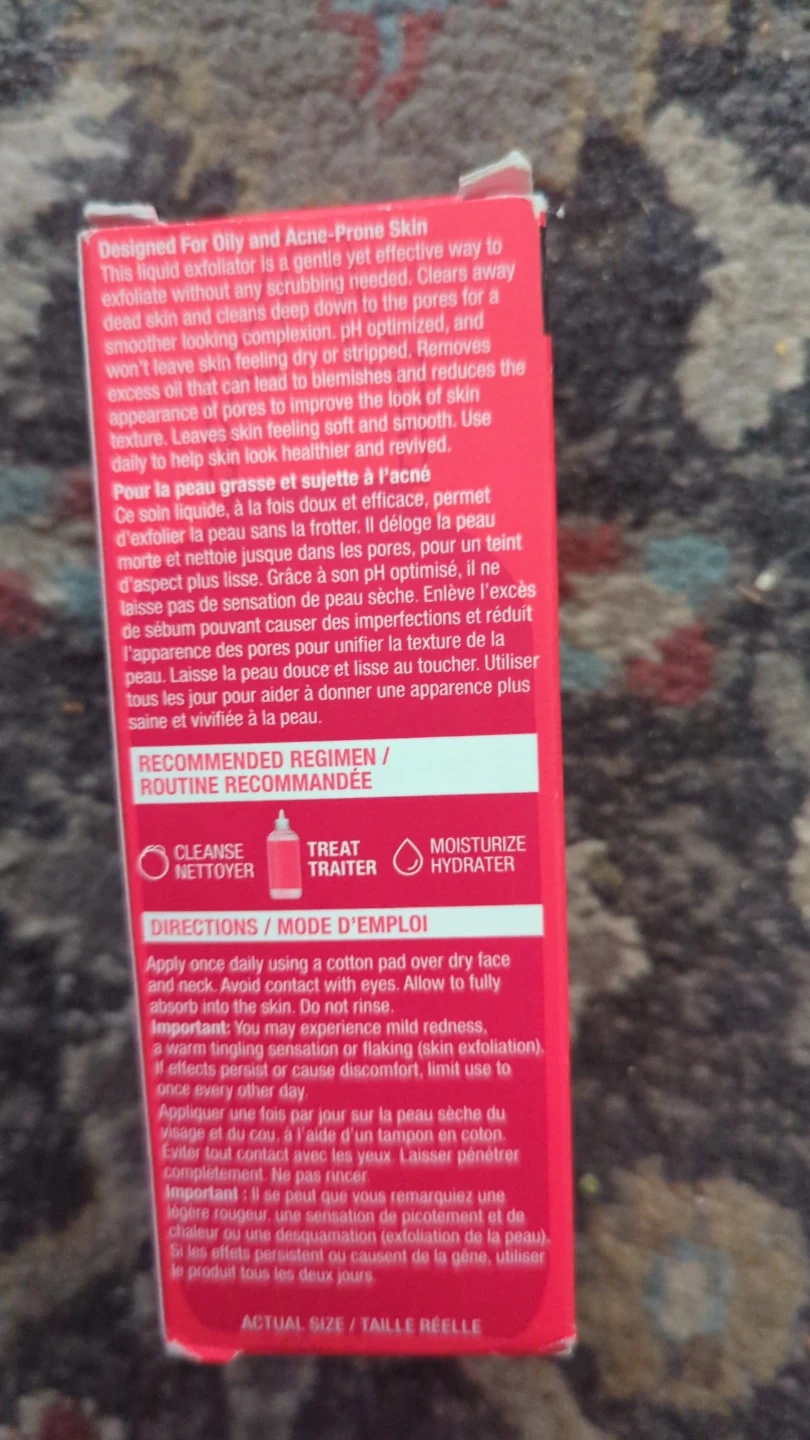 Designed For Oily and Acne-Prone Skin
This liquid exfoliator is a gentle yet effective way to
exfoliate without any scrubbing needed. Clears away
dead skin and cleans deep down to the pores for a
smoother looking complexion. pH optimized, and
won't leave skin feeling dry or stripped. Removes
excess oil that can lead to blemishes and reduces the
appearance of pores to improve the look of skin
texture. Leaves skin feeling soft and smooth. Use
daily to help skin look healthier and revived.
Pour la peau grasse et sujette à l'acné
Ce soin liquide, à la fois doux et efficace, permet
d'exfolier la peau sans la frotter. Il déloge la peau
morte et nettoie jusque dans les pores, pour un teint
d'aspect plus lisse. Grâce à son pH optimisé, il ne
laisse pas de sensation de peau sèche. Enlève l'excès
de sébum pouvant causer des imperfections et réduit
l'apparence des pores pour unifier la texture de la
peau. Laisse la peau douce et lisse au toucher. Utiliser
tous les jour pour aider à donner une apparence plus
saine et vivifiée à la peau.
RECOMMENDED REGIMEN /
ROUTINE RECOMMANDÉE
CLEANSE
NETTOYER
TREAT
TRAITER
MOISTURIZE
HYDRATER
DIRECTIONS / MODE D'EMPLOI
Apply once daily using a cotton pad over dry face
and neck. Avoid contact with eyes. Allow to fully
absorb into the skin. Do not rinse.
Important: You may experience mild redness,
a warm tingling sensation or flaking (skin exfoliation).
If effects persist or cause discomfort, limit use to
once every other day.
Appliquer une fois par jour sur la peau sèche du
visage et du cou, à l'aide d'un tampon en coton.
Éviter tout contact avec les yeux. Laisser pénétrer
complètement. Ne pas rincer.
Important : Il se peut que vous remarquiez une
légère rougeur, une sensation de picotement et de
chaleur ou une desquamation (exfoliation de la peau).
Si les effets persistent ou causent de la gêne, utiliser
le produit tous les deux jours.
ACTUAL SIZE / TAILLE RÉELLE